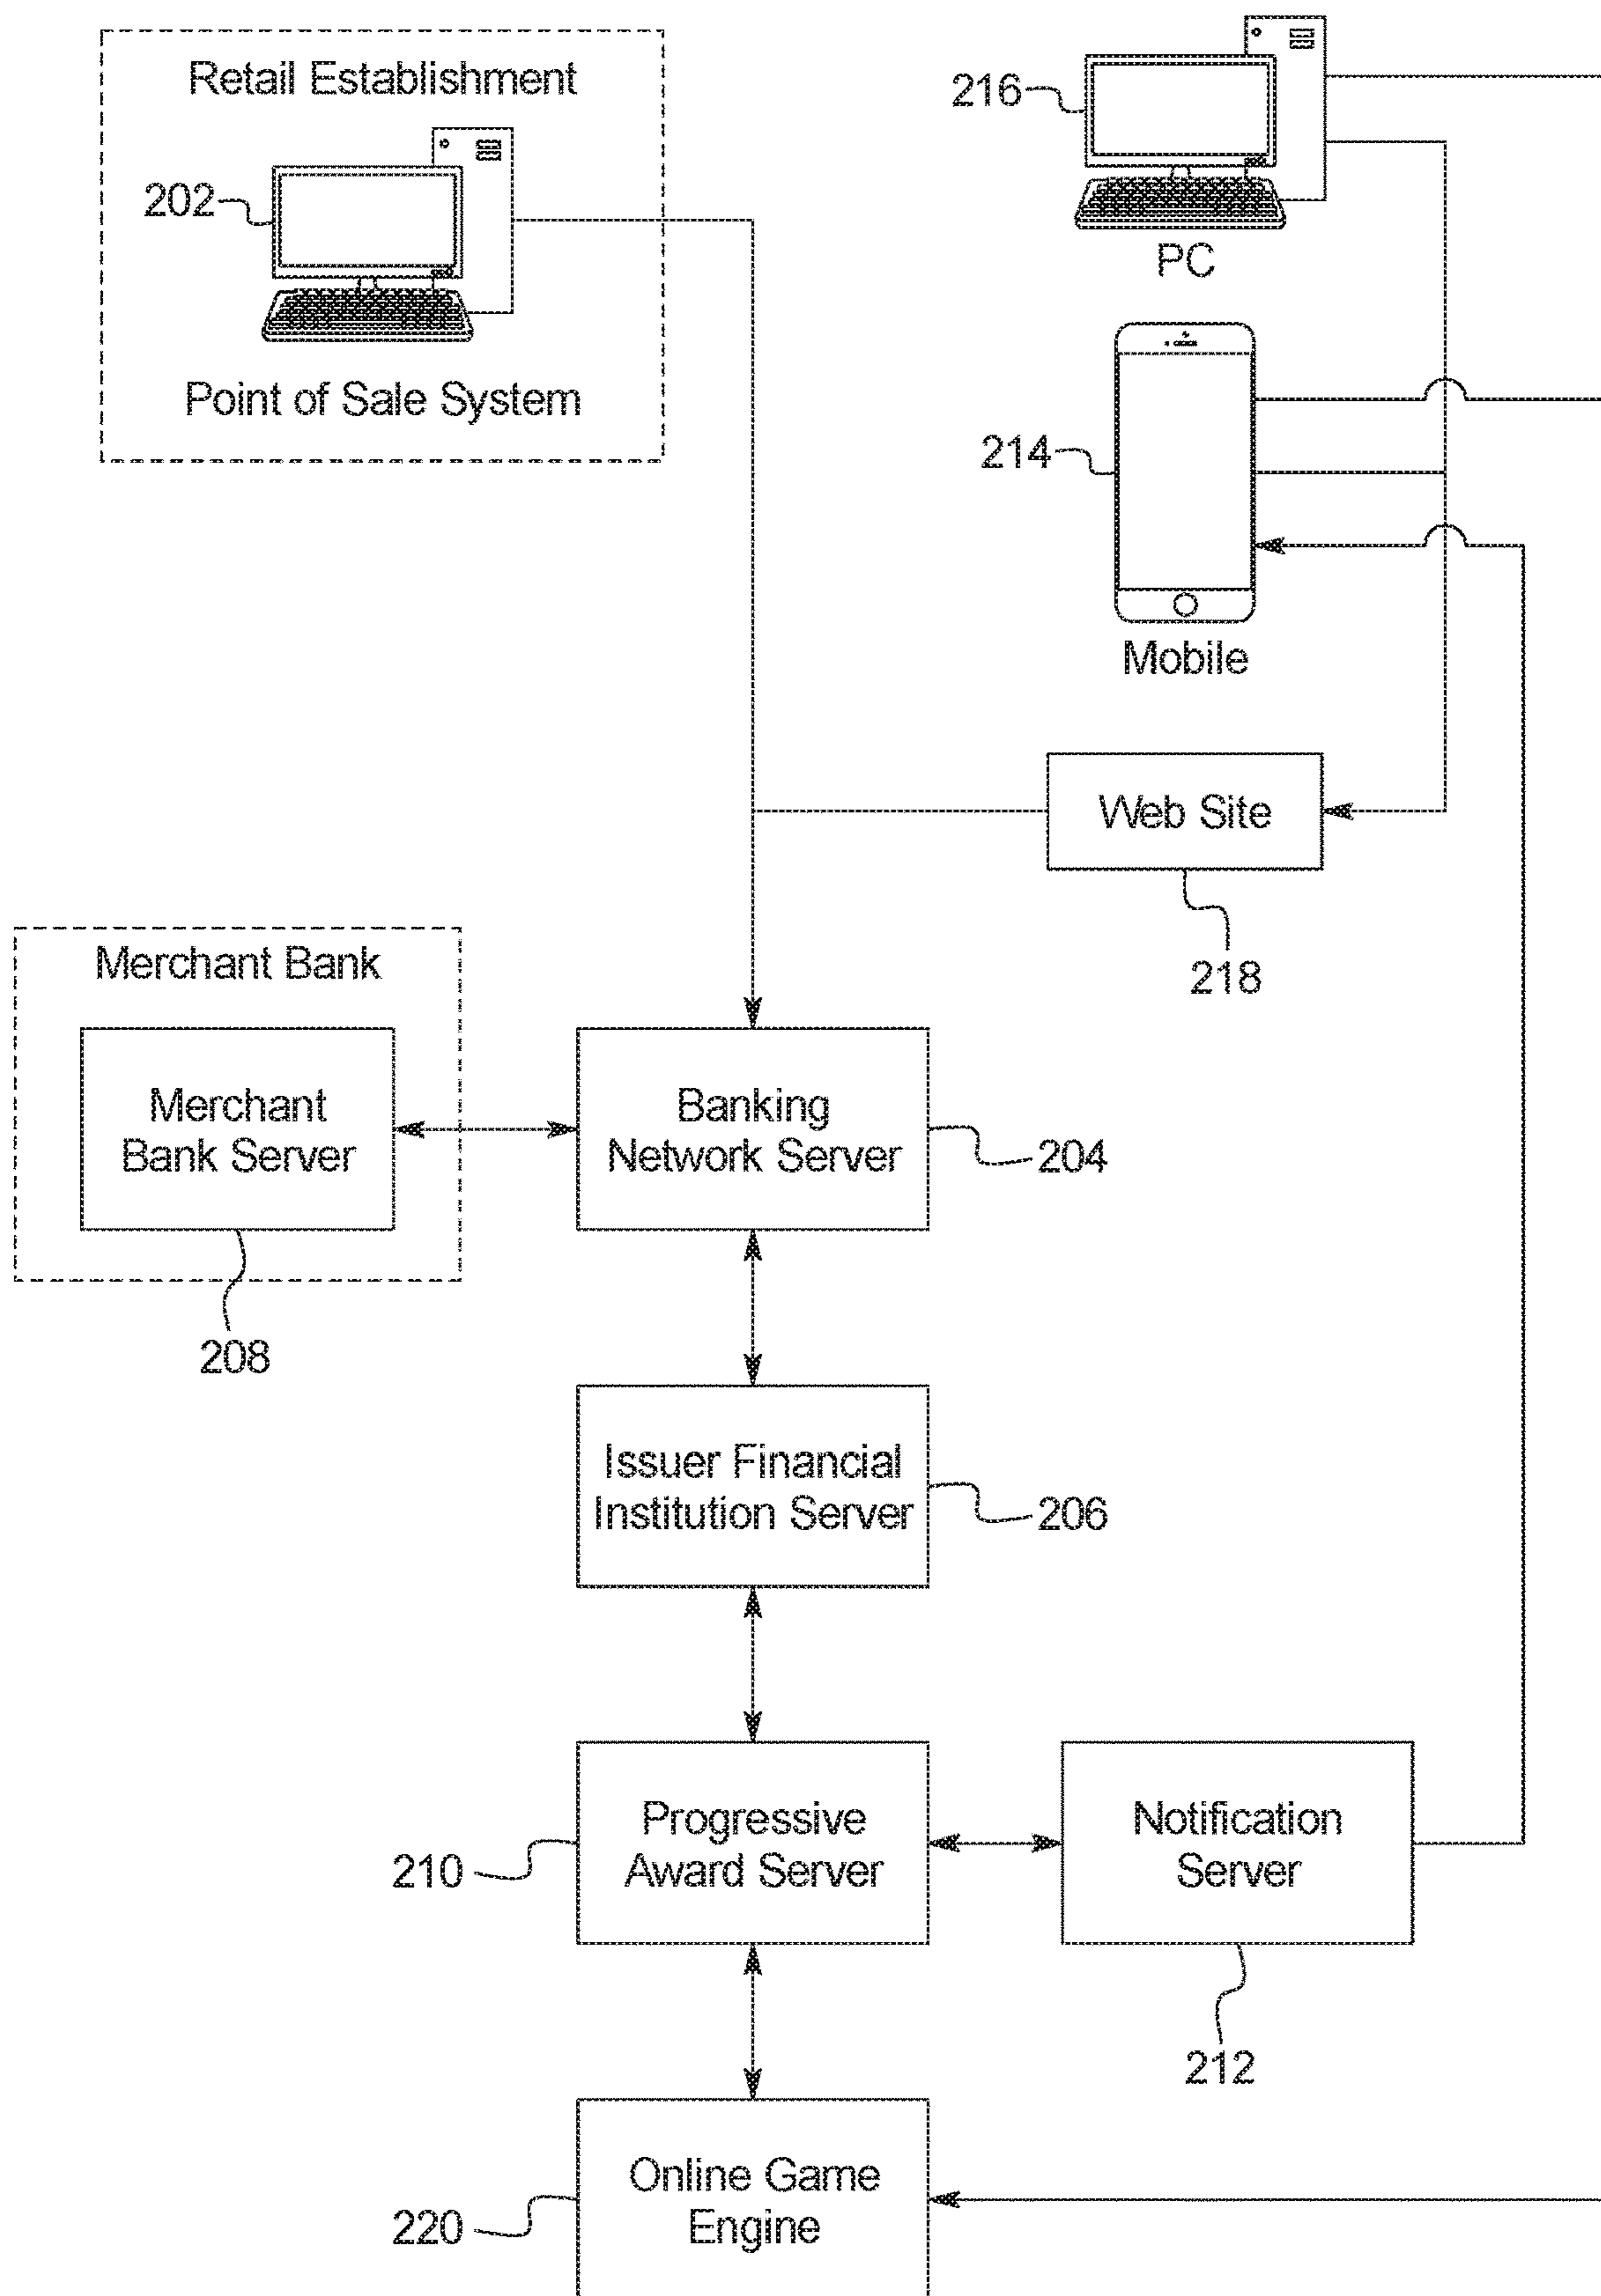 Retail Establishment
202
Point of Sale System
216
PC
214
Mobile
Web Site
218
Merchant Bank
Merchant
Bank Server
208
Banking
Network Server
204
Issuer Financial
Institution Server
206
Progressive
Award Server
210
Notification
Server
212
Online Game
Engine
220